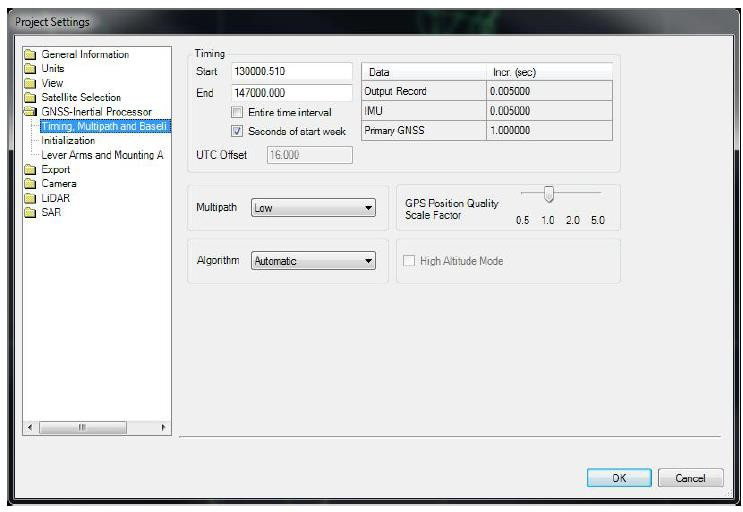 Project Settings
General Information
Units
View
Satellite Selection
GNSS-Inertial Processor
Timing, Multipath and Baseli
Initialization
Lever Arms and Mounting A
Export
Camera
LiDAR
SAR
Timing
Start 130000.510
End 147000.000
Entire time interval
Seconds of start week
UTC Offset 16.000
Data Incr. (sec)
Output Record 0.005000
IMU 0.005000
Primary GNSS 1.000000
Multipath Low
GPS Position Quality
Scale Factor
0.5 1.0 2.0 5.0
Algorithm Automatic
High Altitude Mode
OK Cancel